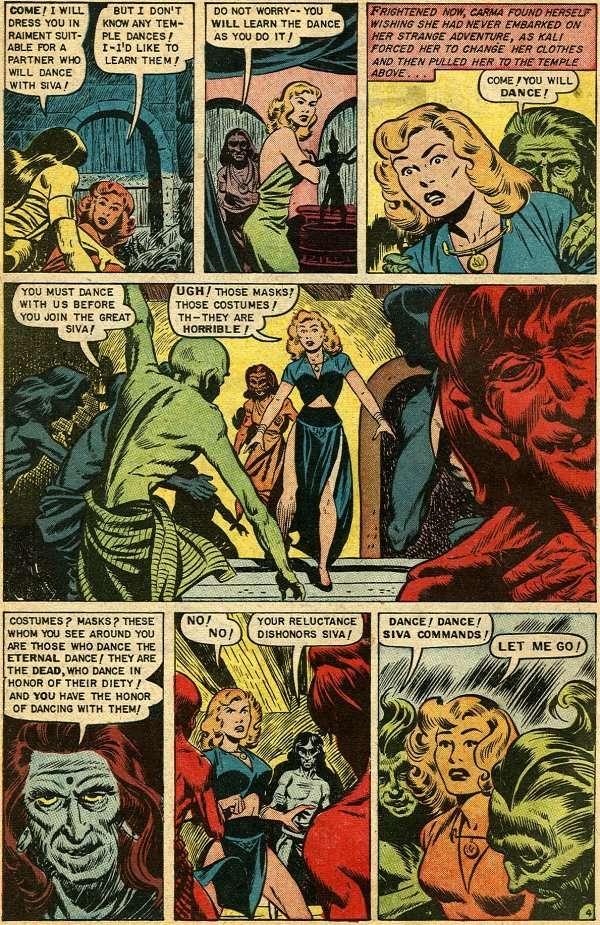 COME! I WILL
DRESS YOU IN
RAIMENT SUIT-
ABLE FOR A
PARTNER WHO
WILL DANCE
WITH SIVA!
BUT I DON'T
KNOW ANY TEM-
PLE DANCES!
I-I'D LIKE TO
LEARN THEM!
DO NOT WORRY--YOU
WILL LEARN THE DANCE
AS YOU DO IT!
FRIGHTENED NOW, CARMA FOUND HERSELF
WISHING SHE HAD NEVER EMBARKED ON
HER STRANGE ADVENTURE, AS KALI
FORCED HER TO CHANGE HER CLOTHES
AND THEN PULLED HER TO THE TEMPLE
ABOVE...
COME! YOU WILL
DANCE!
YOU MUST DANCE
WITH US BEFORE
YOU JOIN THE GREAT
SIVA!
UGH! THOSE MASKS!
THOSE COSTUMES!
TH-- THEY ARE
HORRIBLE!
COSTUMES? MASKS? THESE
WHOM YOU SEE AROUND YOU
ARE THOSE WHO DANCE THE
ETERNAL DANCE! THEY ARE
THE DEAD, WHO DANCE IN
HONOR OF THEIR DIETY! AND
YOU HAVE THE HONOR
OF DANCING WITH THEM!
NO!
NO!
YOUR RELUCTANCE
DISHONORS SIVA!
DANCE! DANCE!
SIVA COMMANDS!
LET ME GO!
4